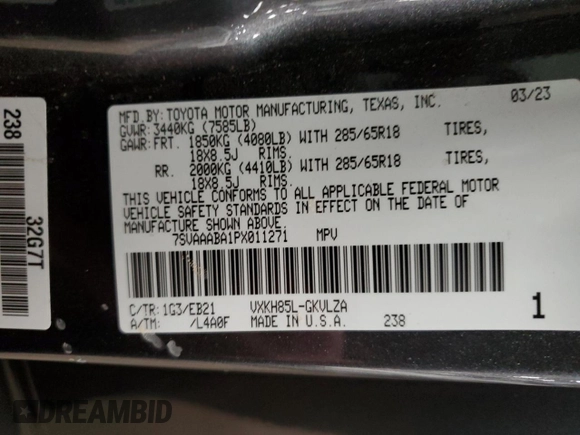 MFD.BY:TOYOTA MOTOR MANUFACTURING, TEXAS, INC. 03/23
GVWR:3440KG (7585LB)
GAWR:FRT. 1850KG (4080LB) WITH 285/65R18 TIRES,
18X8.5J RIMS.
RR. 2000KG (4410LB) WITH 285/65R18 TIRES,
18X8.5J RIMS.
THIS VEHICLE CONFORMS TO ALL APPLICABLE FEDERAL MOTOR
VEHICLE SAFETY STANDARDS IN EFFECT ON THE DATE OF
MANUFACTURE SHOWN ABOVE.
7SVAAABA1PX011271 MPV
C/TR:1G3/EB21 VXKH85L-GKVLZA
A/TM: /L4A0F MADE IN U.S.A. 238
1
238
32G7T
DREAMBID